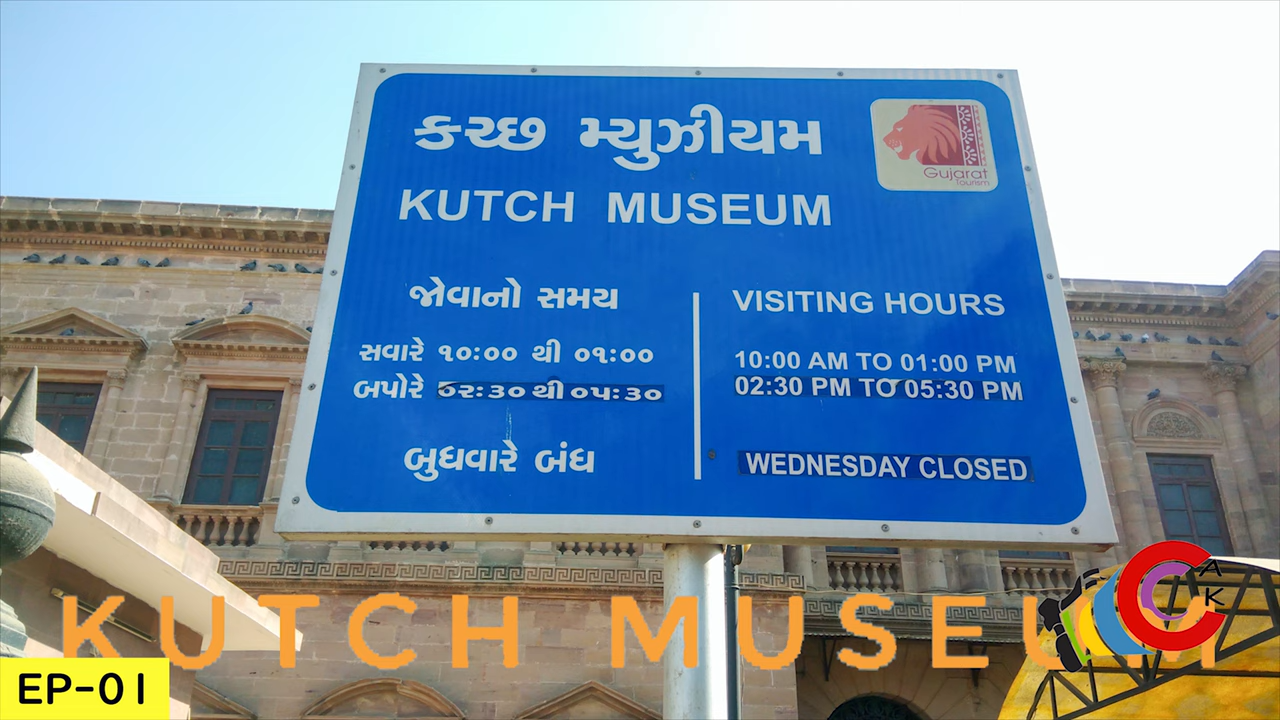 કચ્છ મ્યુઝીયમ
KUTCH MUSEUM
Gujarat
Tourism
જોવાનો સમય
સવારે ૧૦:૦૦ થી ૦૧:૦૦
બપોરે ૦૨:૩૦ થી ૦૫:૩૦
બુધવારે બંધ
VISITING HOURS
10:00 AM TO 01:00 PM
02:30 PM TO 05:30 PM
WEDNESDAY CLOSED
KUTCH MUSEUM
EP-01